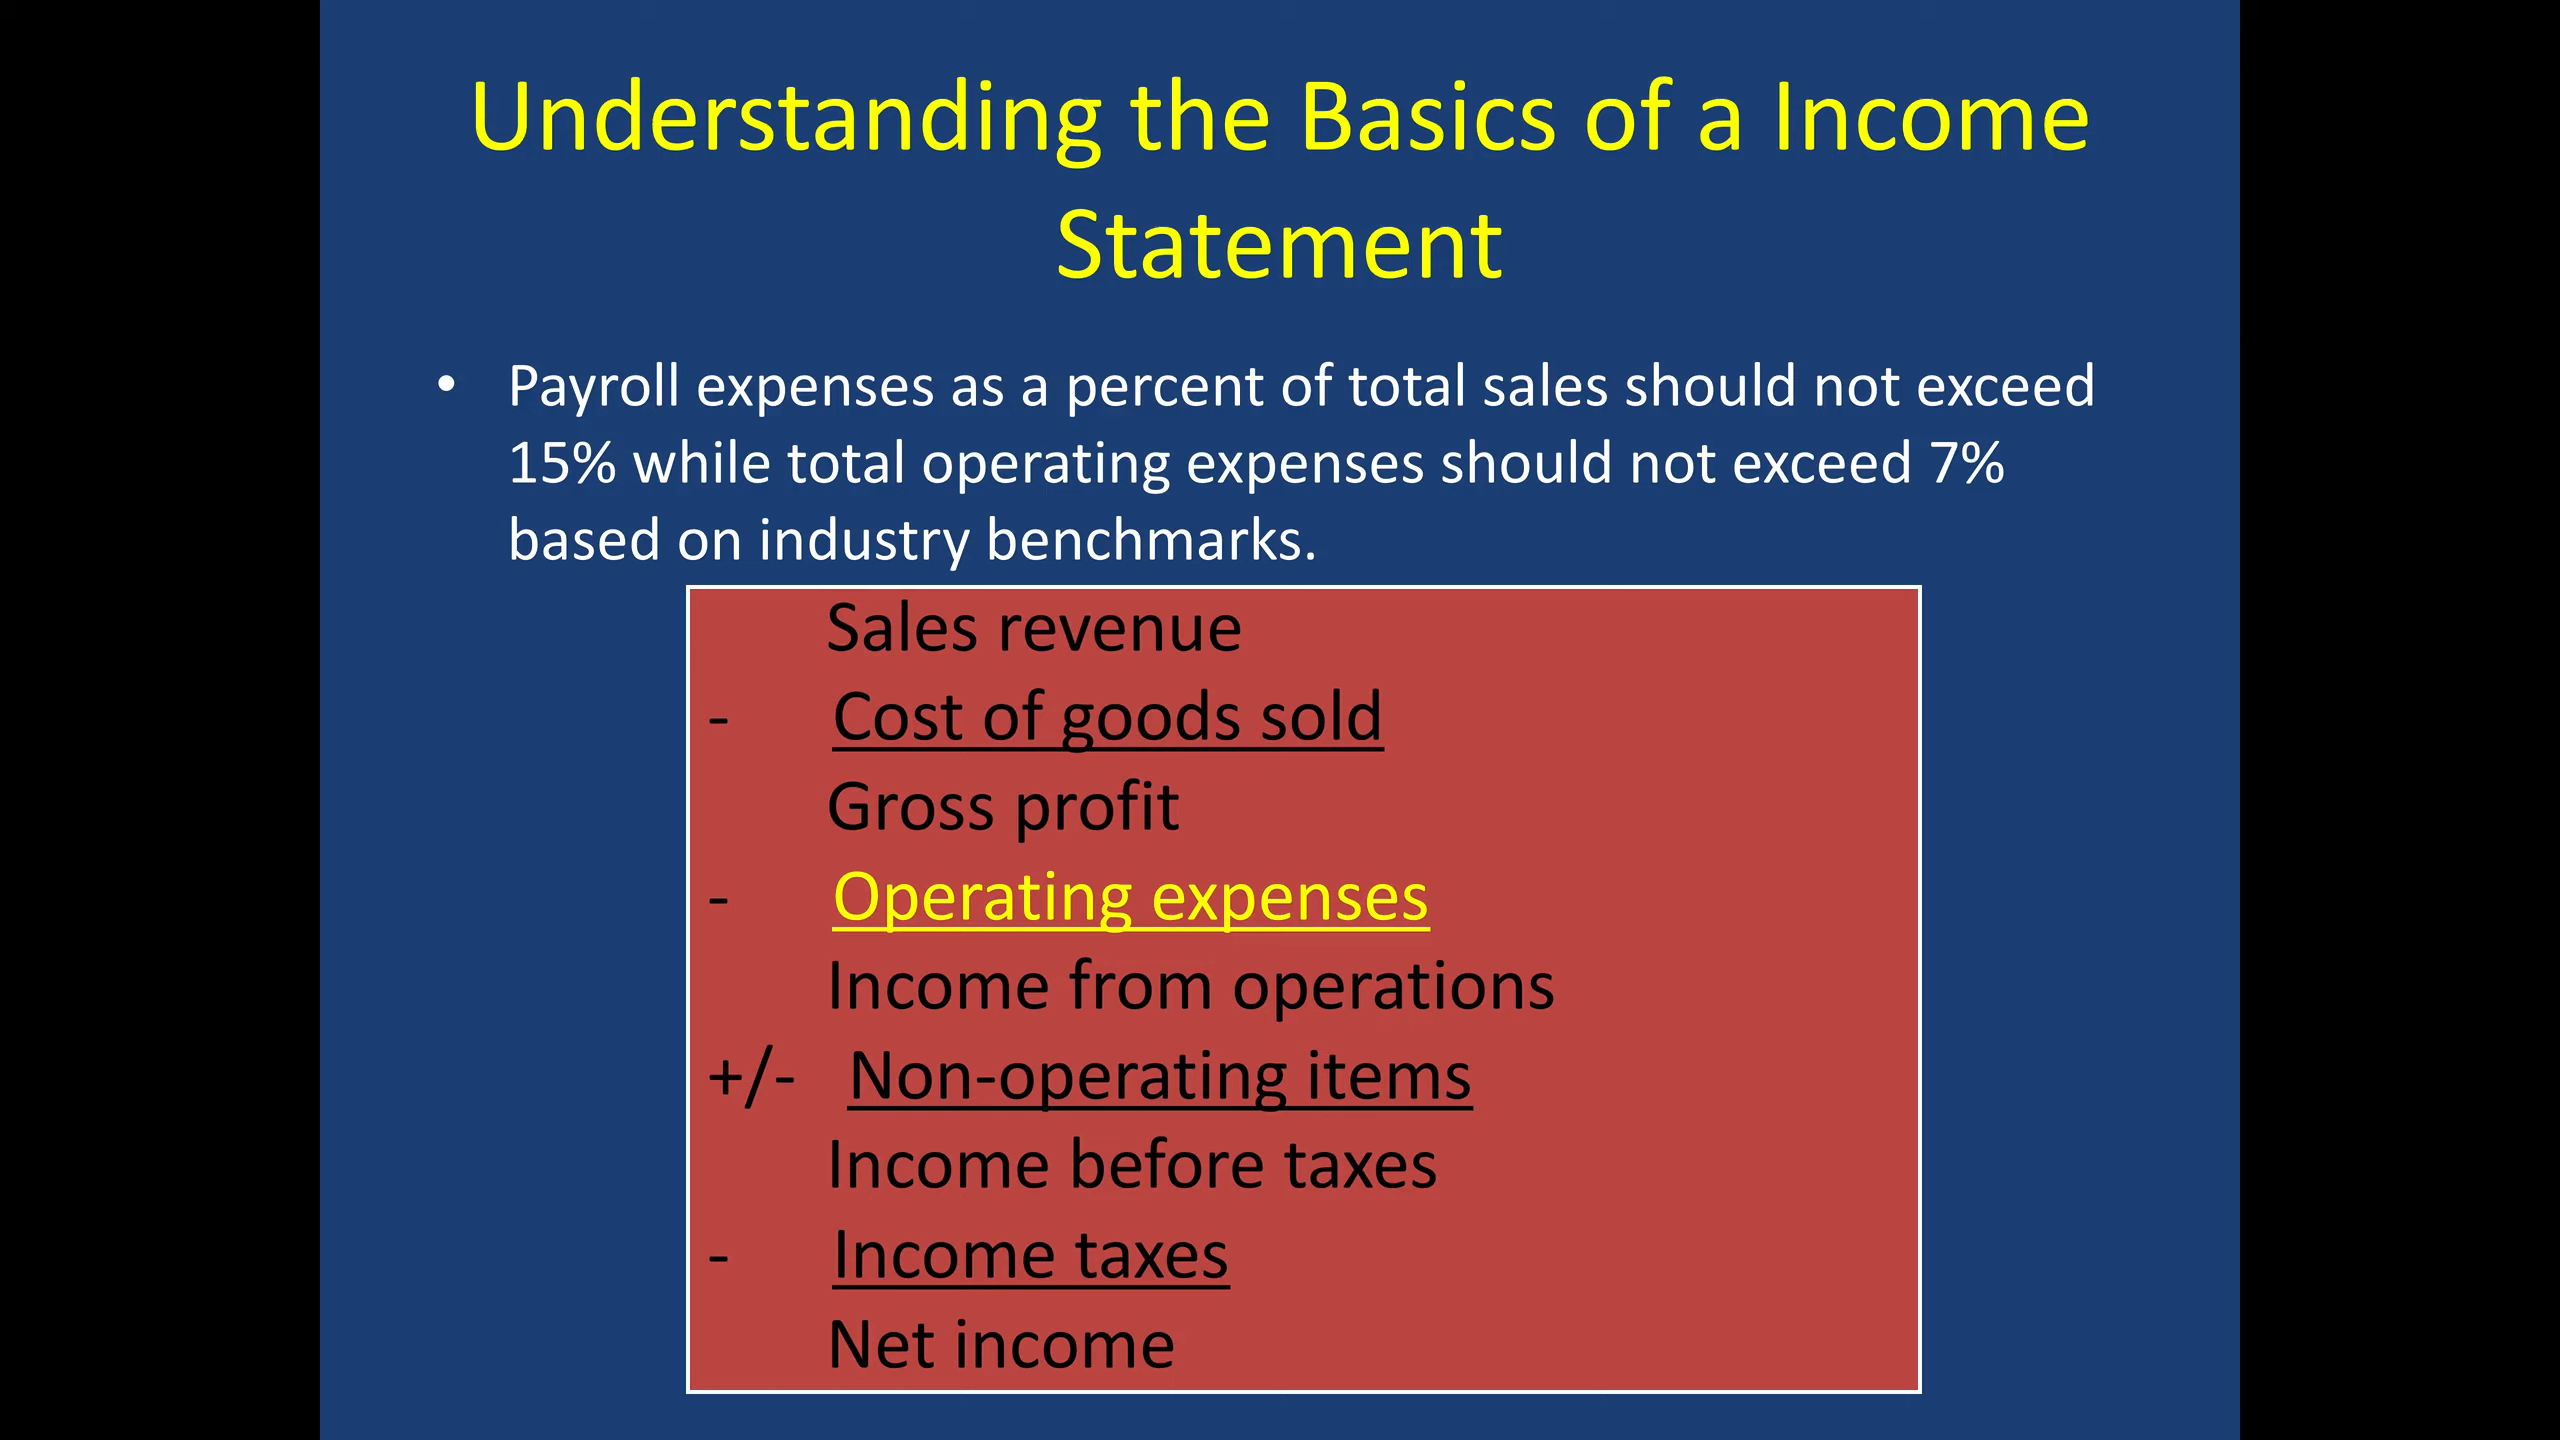 Understanding the Basics of a Income
Statement
• Payroll expenses as a percent of total sales should not exceed
15% while total operating expenses should not exceed 7%
based on industry benchmarks.
Sales revenue
- Cost of goods sold
Gross profit
- Operating expenses
Income from operations
+/- Non-operating items
Income before taxes
- Income taxes
Net income